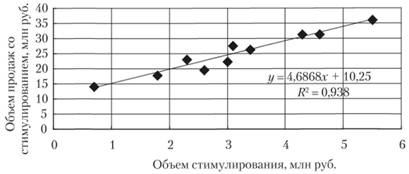 Объем продаж со
стимулированием, млн руб.
40
35
30
25
20
15
10
5
0
y = 4,6868x + 10,25
R² = 0,938
0 1 2 3 4 5 6
Объем стимулирования, млн руб.